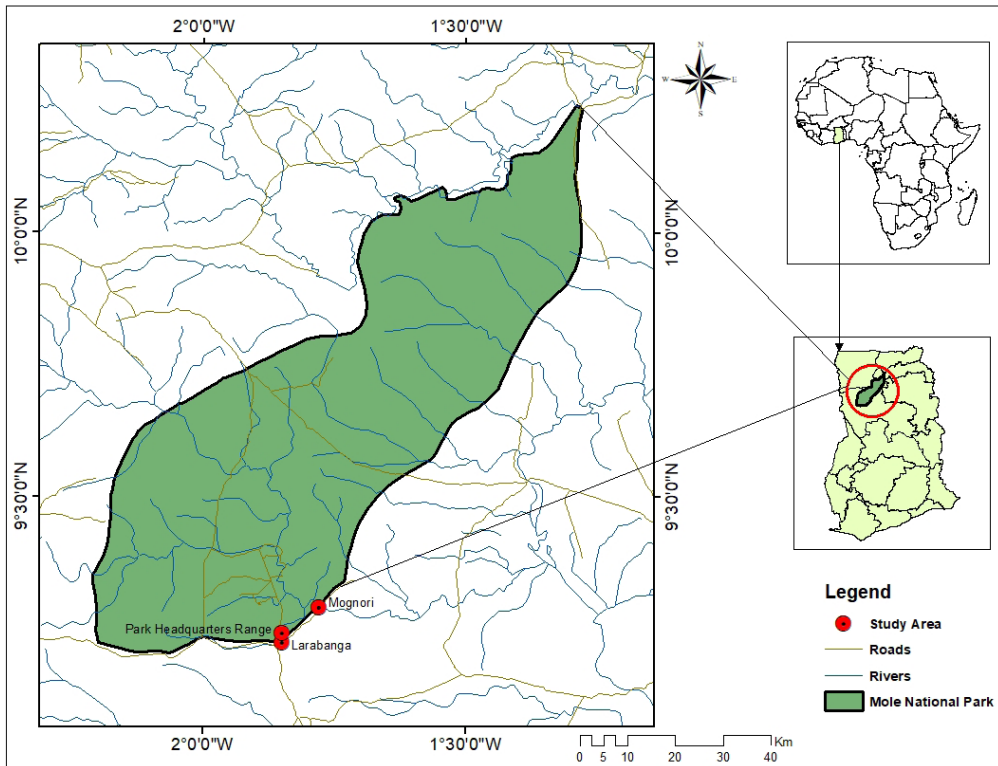 2°0'0"W 1°30'0"W
N
W E
S
10°0'0"N 10°0'0"N
9°30'0"N 9°30'0"N
Mognori
Park Headquarters Range
Larabanga
2°0'0"W 1°30'0"W
Km
0 5 10 20 30 40
Legend
Study Area
Roads
Rivers
Mole National Park